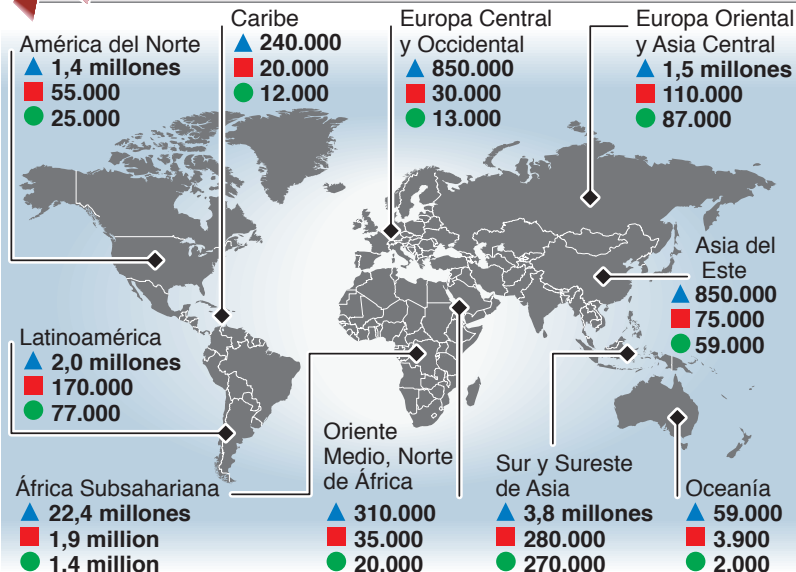 América del Norte
1,4 millones
55.000
25.000
Caribe
240.000
20.000
12.000
Europa Central
y Occidental
850.000
30.000
13.000
Europa Oriental
y Asia Central
1,5 millones
110.000
87.000
Asia del
Este
850.000
75.000
59.000
Latinoamérica
2,0 millones
170.000
77.000
África Subsahariana
22,4 millones
1,9 million
1,4 million
Oriente
Medio, Norte
de África
310.000
35.000
20.000
Sur y Sureste
de Asia
3,8 millones
280.000
270.000
Oceanía
59.000
3.900
2.000